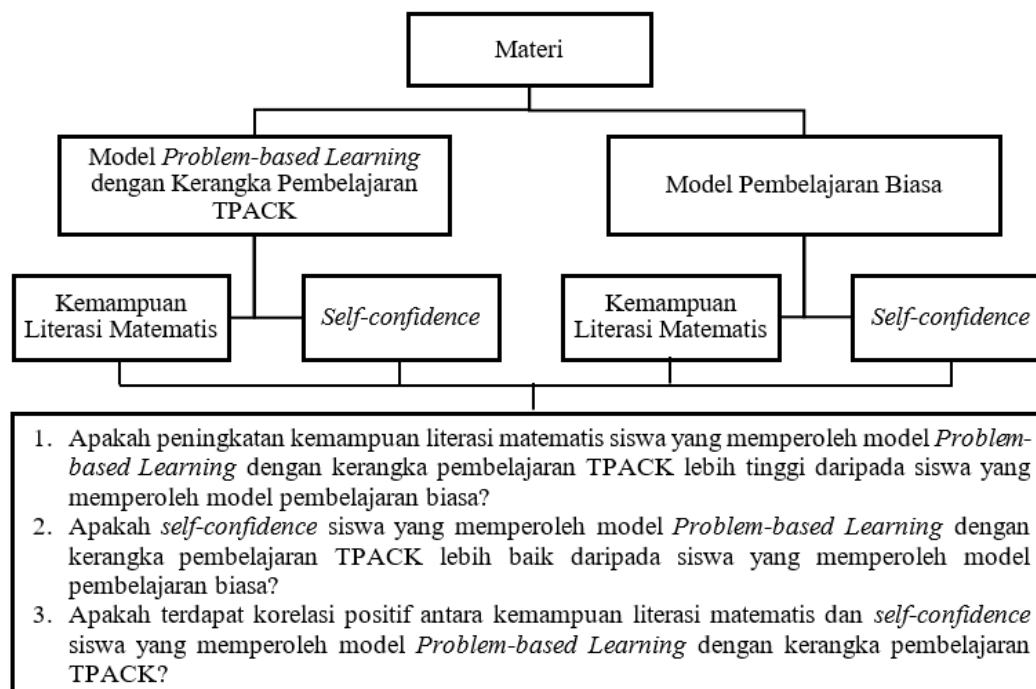 Materi
Model Problem-based Learning
dengan Kerangka Pembelajaran
TPACK
Model Pembelajaran Biasa
Kemampuan
Literasi Matematis
Self-confidence
Kemampuan
Literasi Matematis
Self-confidence
1. Apakah peningkatan kemampuan literasi matematis siswa yang memperoleh model Problem-
based Learning dengan kerangka pembelajaran TPACK lebih tinggi daripada siswa yang
memperoleh model pembelajaran biasa?
2. Apakah self-confidence siswa yang memperoleh model Problem-based Learning dengan
kerangka pembelajaran TPACK lebih baik daripada siswa yang memperoleh model
pembelajaran biasa?
3. Apakah terdapat korelasi positif antara kemampuan literasi matematis dan self-confidence
siswa yang memperoleh model Problem-based Learning dengan kerangka pembelajaran
TPACK?